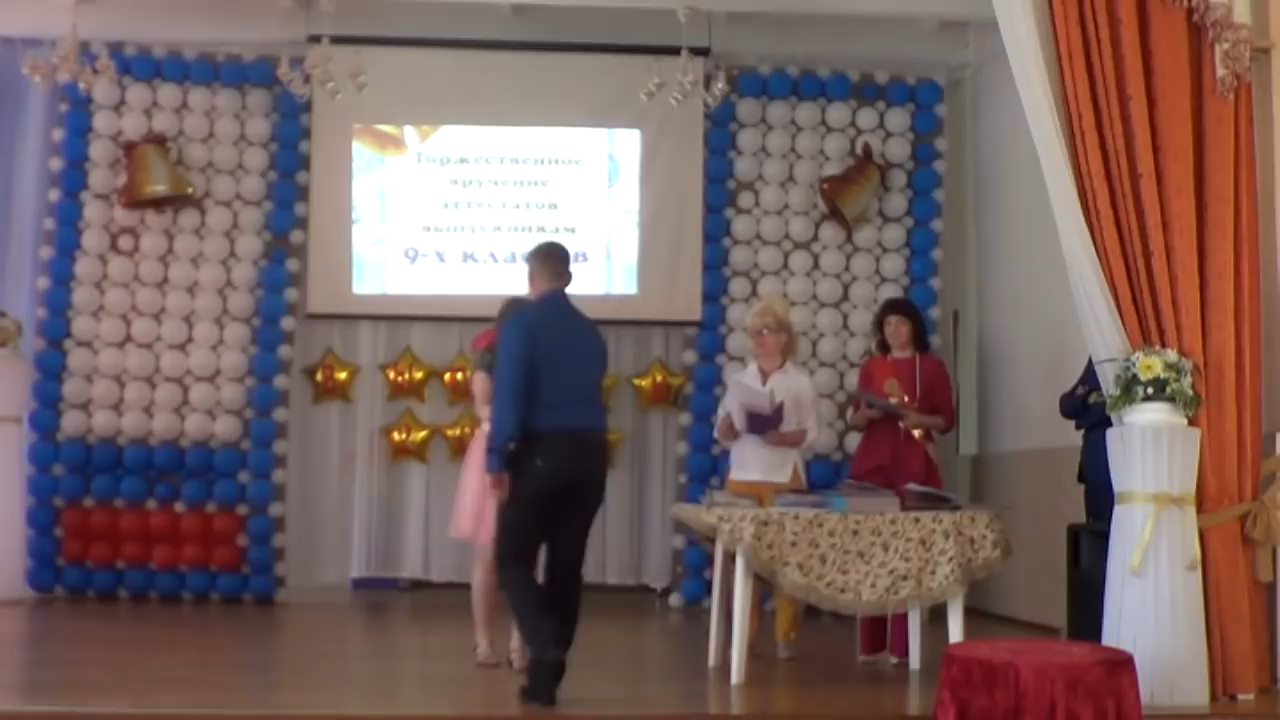 Торжественное
вручение
аттестатов
выпускникам
9-х
В Ы П